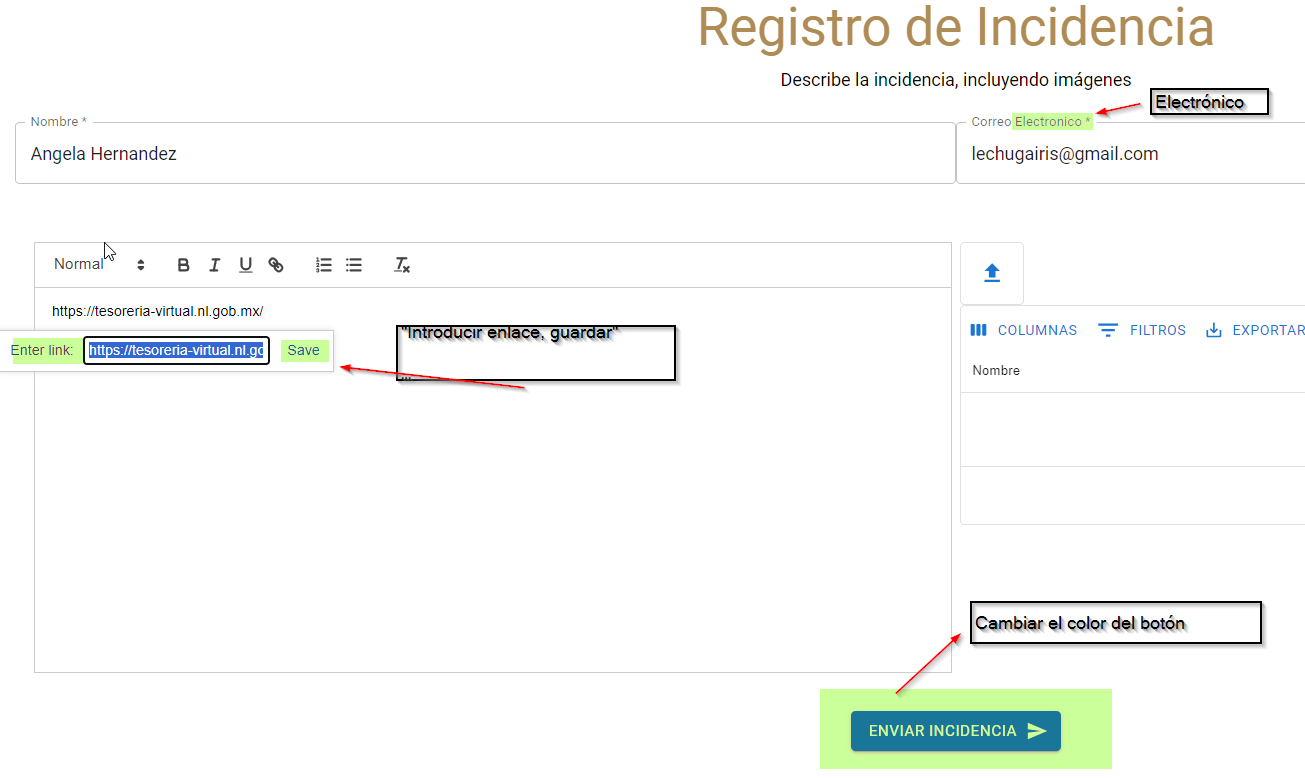 Registro de Incidencia
Describe la incidencia, incluyendo imágenes
Electrónico
Nombre *
Correo Electronico *
Angela Hernandez
lechugairis@gmail.com
Normal
https://tesoreria-virtual.nl.gob.mx/
Enter link: https://tesoreria-virtual.nl.go Save
"Introducir enlace, guardar"
COLUMNAS FILTROS EXPORTAR
Nombre
Cambiar el color del botón
ENVIAR INCIDENCIA